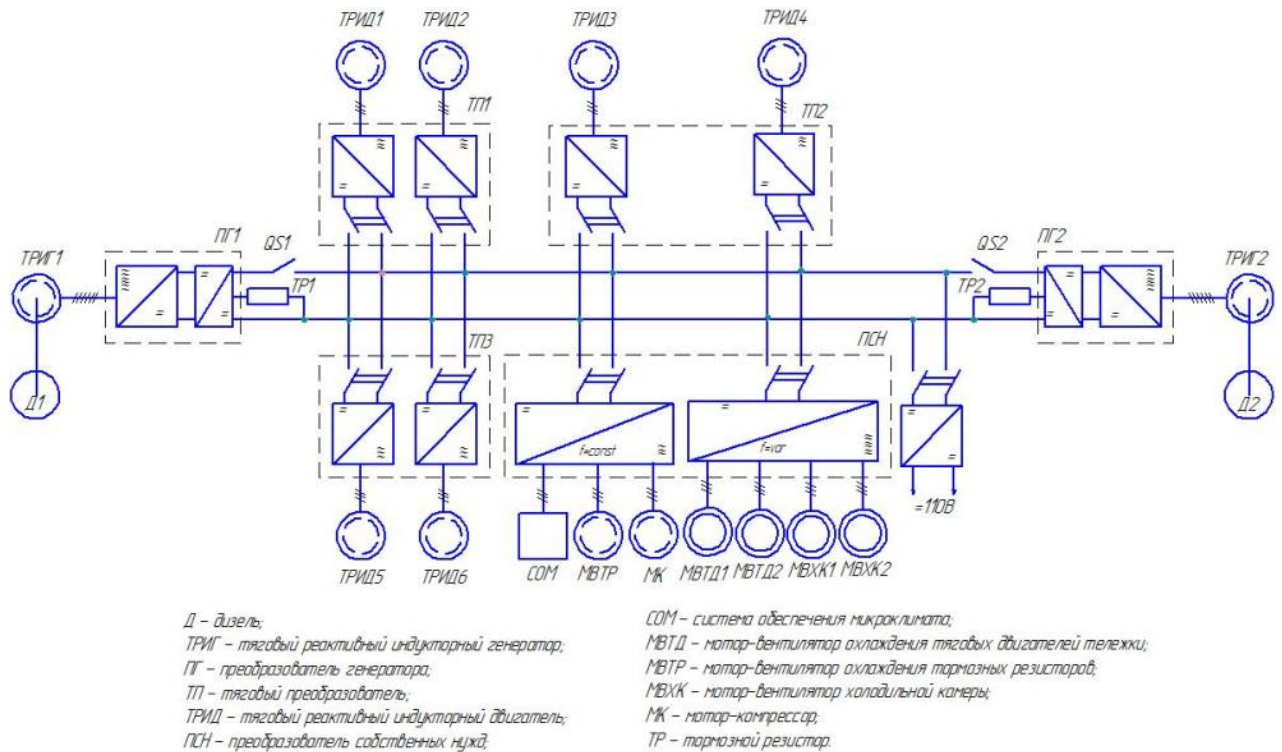 ТРИД1 ТРИД2 ТРИД3 ТРИД4
ТП1 ТП2
ПГ1 QS1 QS2 ПГ2
ТРИГ1 ТР1 ТР2 ТРИГ2
ТП3 ПСН
Д1 Д2
f=const f=var
=110В
ТРИД5 ТРИД6 СОМ МВТР МК МВТД1 МВТД2 МВХК1 МВХК2
Д – дизель;
ТРИГ – тяговый реактивный индукторный генератор;
ПГ – преобразователь генератора;
ТП – тяговый преобразователь;
ТРИД – тяговый реактивный индукторный двигатель;
ПСН – преобразователь собственных нужд;
СОМ – система обеспечения микроклимата;
МВТД – мотор-вентилятор охлаждения тяговых двигателей тележки;
МВТР – мотор-вентилятор охлаждения тормозных резисторов;
МВХК – мотор-вентилятор холодильной камеры;
МК – мотор-компрессор;
ТР – тормозной резистор.